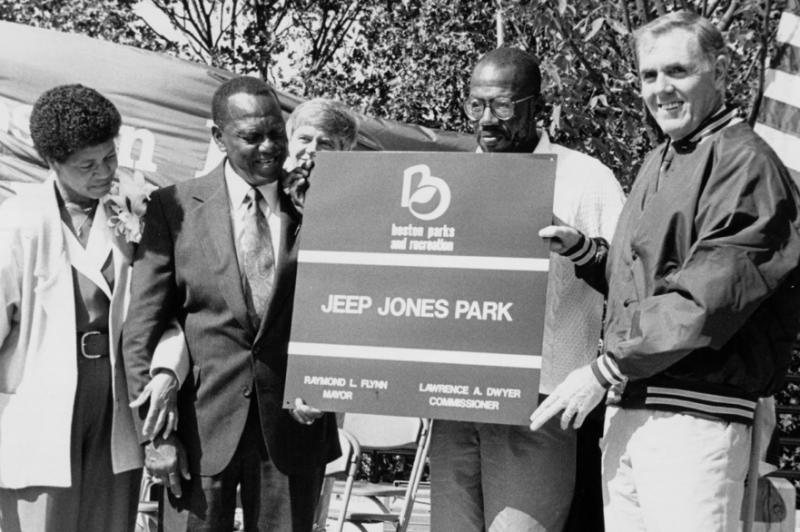 boston parks
and recreation
JEEP JONES PARK
RAYMOND L. FLYNN
MAYOR
LAWRENCE A. DWYER
COMMISSIONER